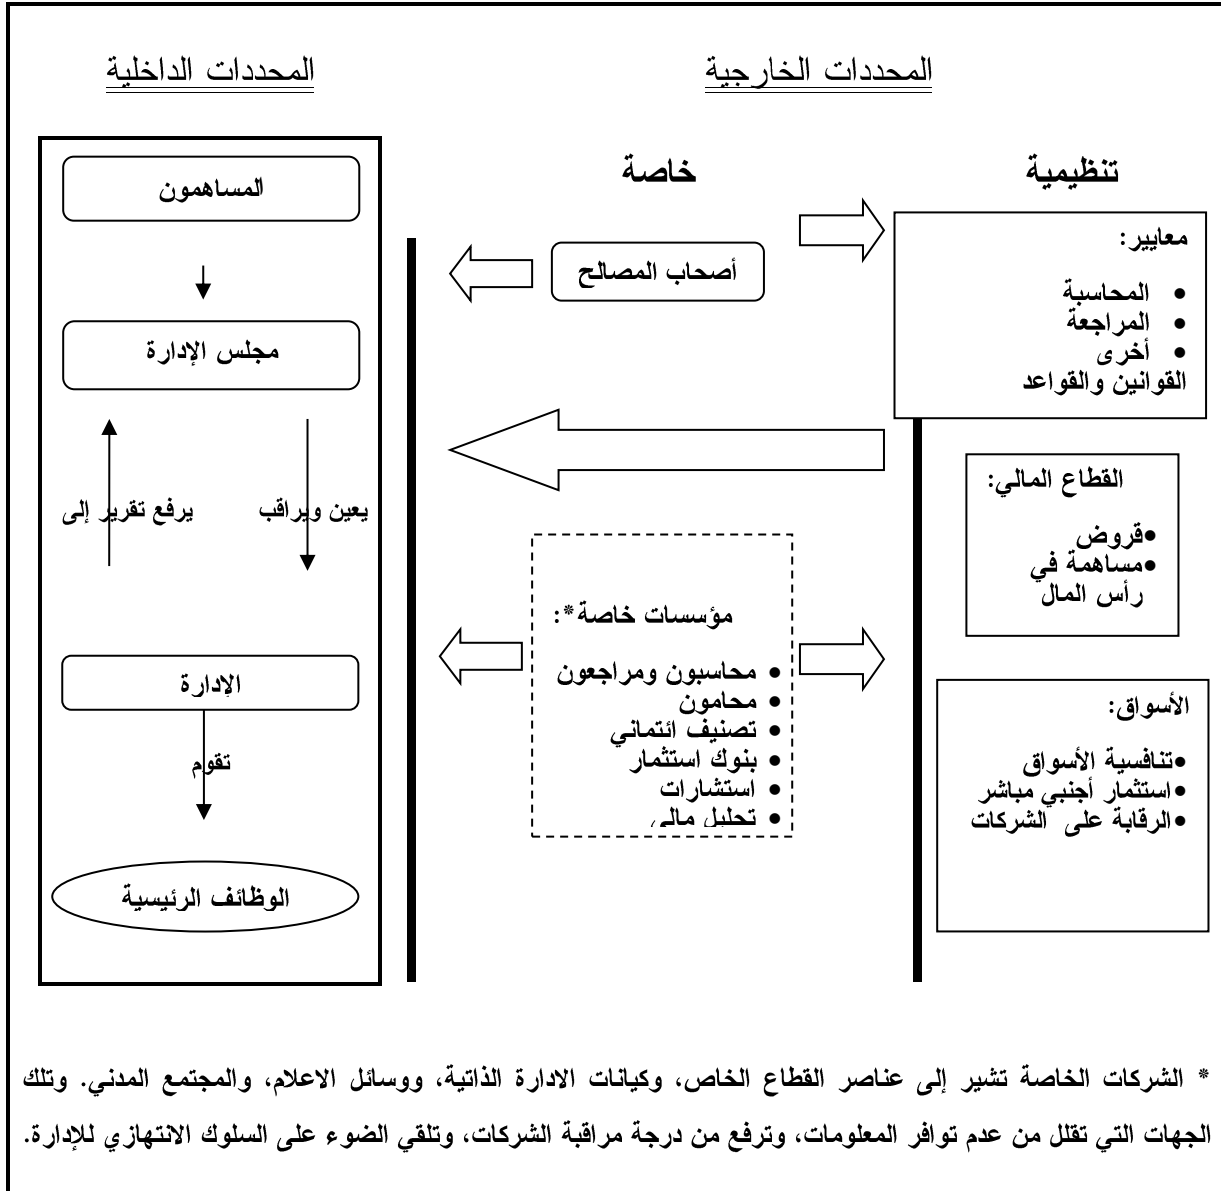 المحددات الخارجية
المحددات الداخلية
تنظيمية
خاصة
معايير:
• المحاسبة
• المراجعة
• أخرى
القوانين والقواعد
القطاع المالي:
•قروض
•مساهمة في
رأس المال
الأسواق:
•تنافسية الأسواق
•استثمار أجنبي مباشر
•الرقابة على الشركات
أصحاب المصالح
مؤسسات خاصة*:
• محاسبون ومراجعون
• محامون
• تصنيف ائتماني
• بنوك استثمار
• استشارات
• تحليل مالي
المساهمون
مجلس الإدارة
يعين ويراقب
يرفع تقرير إلى
الإدارة
تقوم
الوظائف الرئيسية
* الشركات الخاصة تشير إلى عناصر القطاع الخاص، وكيانات الادارة الذاتية، ووسائل الاعلام، والمجتمع المدني. وتلك
الجهات التي تقلل من عدم توافر المعلومات، وترفع من درجة مراقبة الشركات، وتلقي الضوء على السلوك الانتهازي للإدارة.